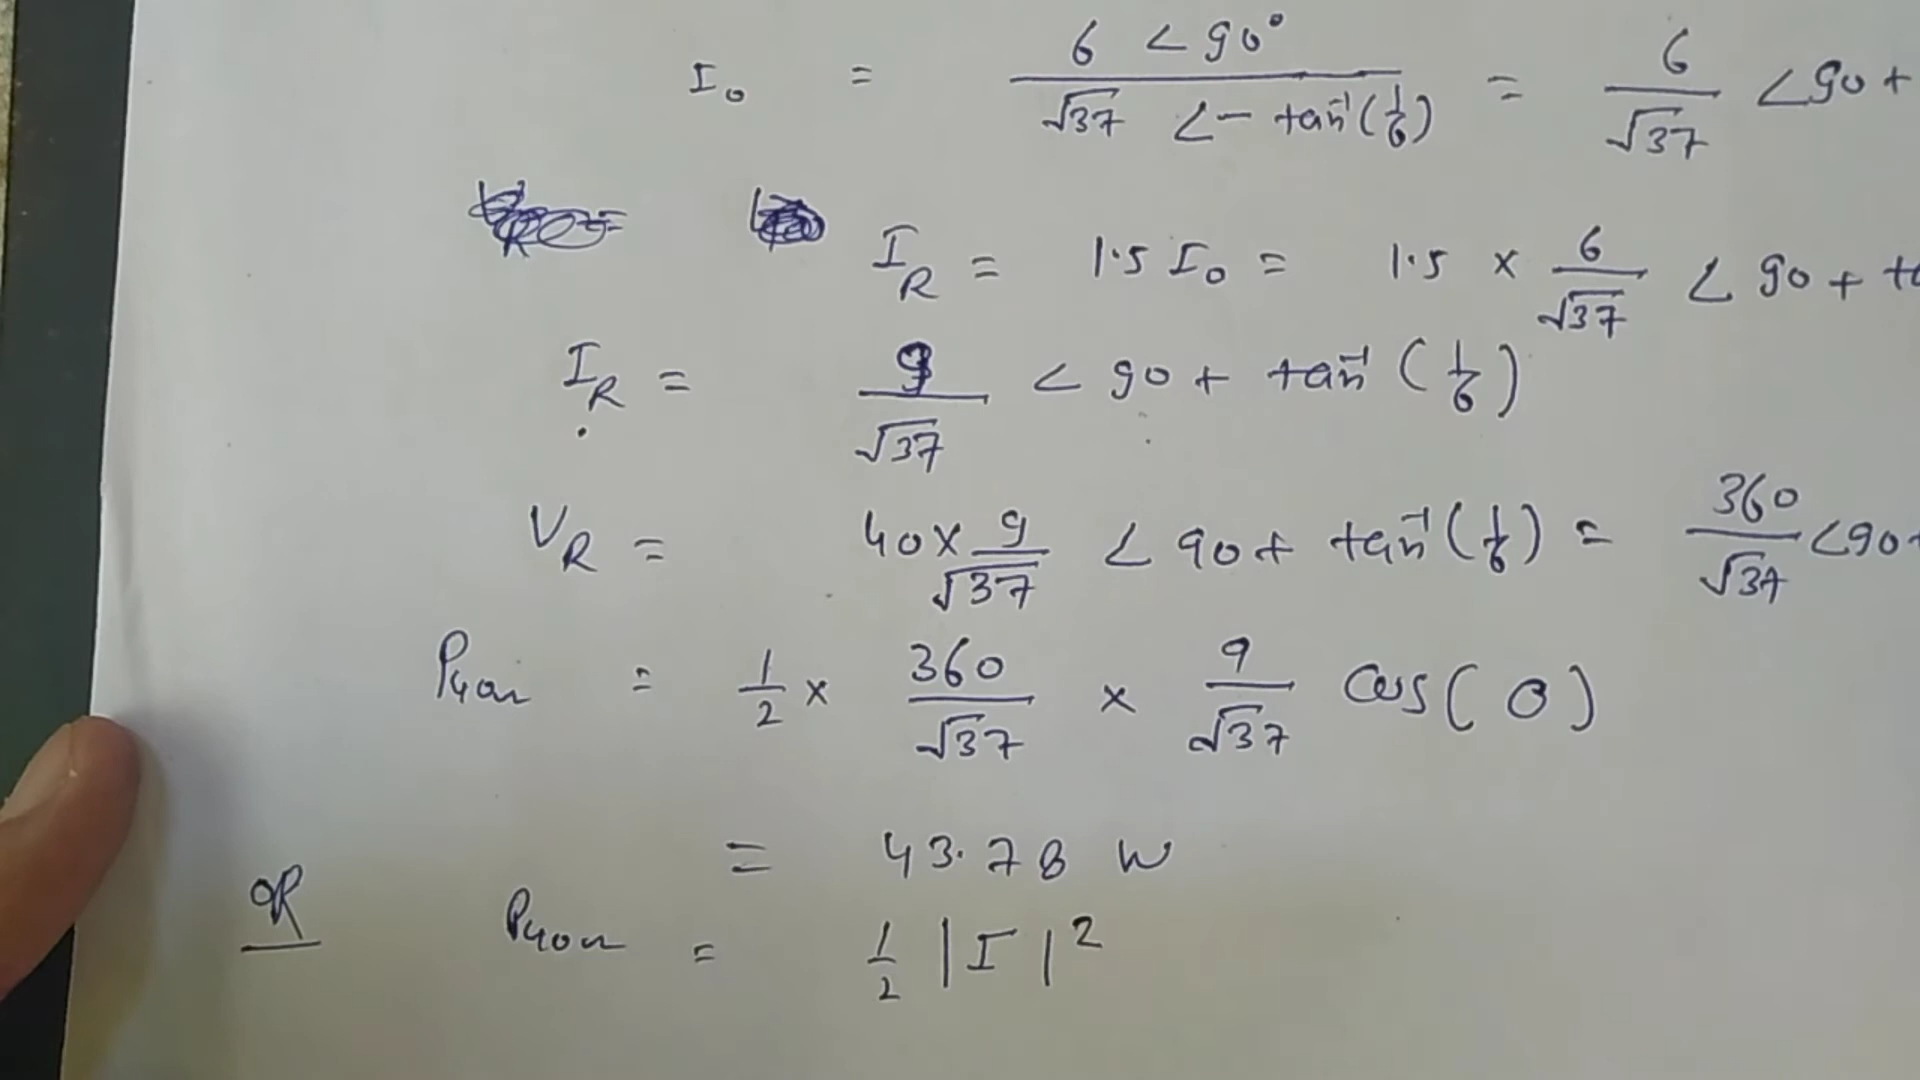 I₀ = 6 ∠90° / √37 ∠-tan⁻¹(1/6) = 6/√37 ∠90+
I_R = 1.5 I₀ = 1.5 × 6/√37 ∠90+
I_R = 9/√37 ∠90+ tan⁻¹(1/6)
V_R = 40× 9/√37 ∠90+ tan⁻¹(1/6) = 360/√37 ∠90+
P₄₀Ω = 1/2 × 360/√37 × 9/√37 cos(0)
= 43.78 W
OR P₄₀Ω = 1/2 |I|²